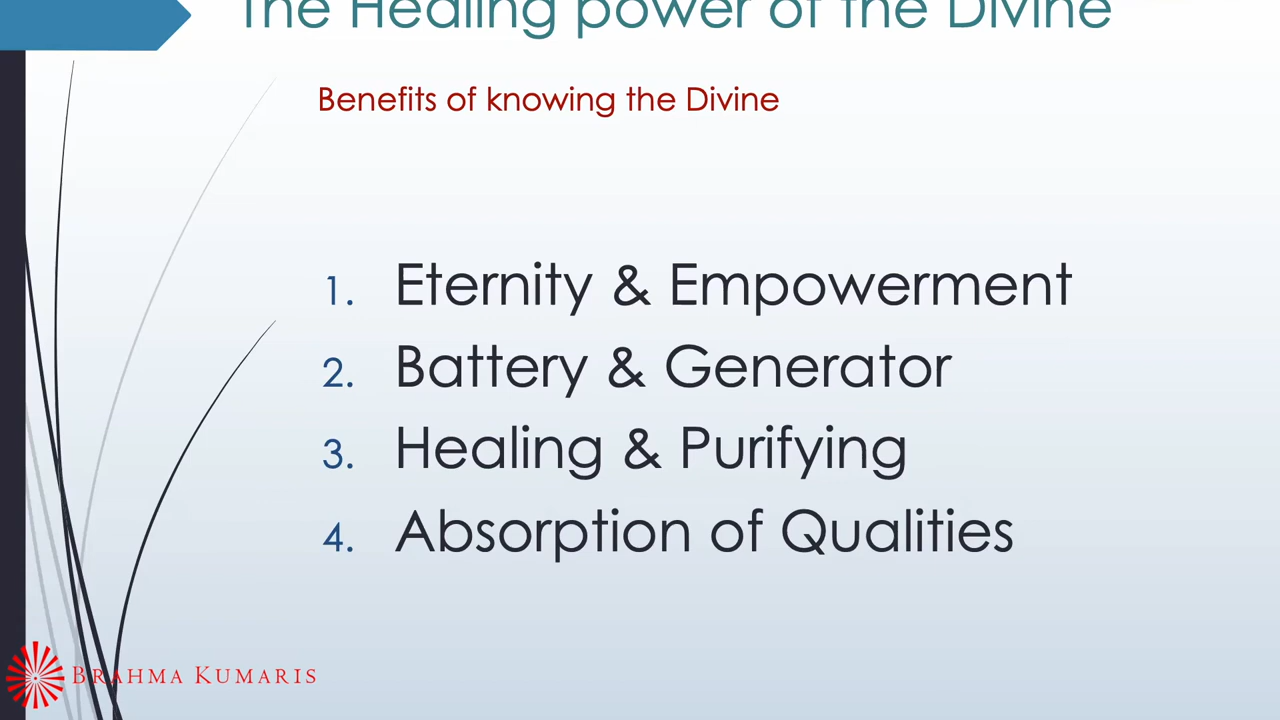 The Healing power of the Divine
Benefits of knowing the Divine
1. Eternity & Empowerment
2. Battery & Generator
3. Healing & Purifying
4. Absorption of Qualities
BRAHMA KUMARIS